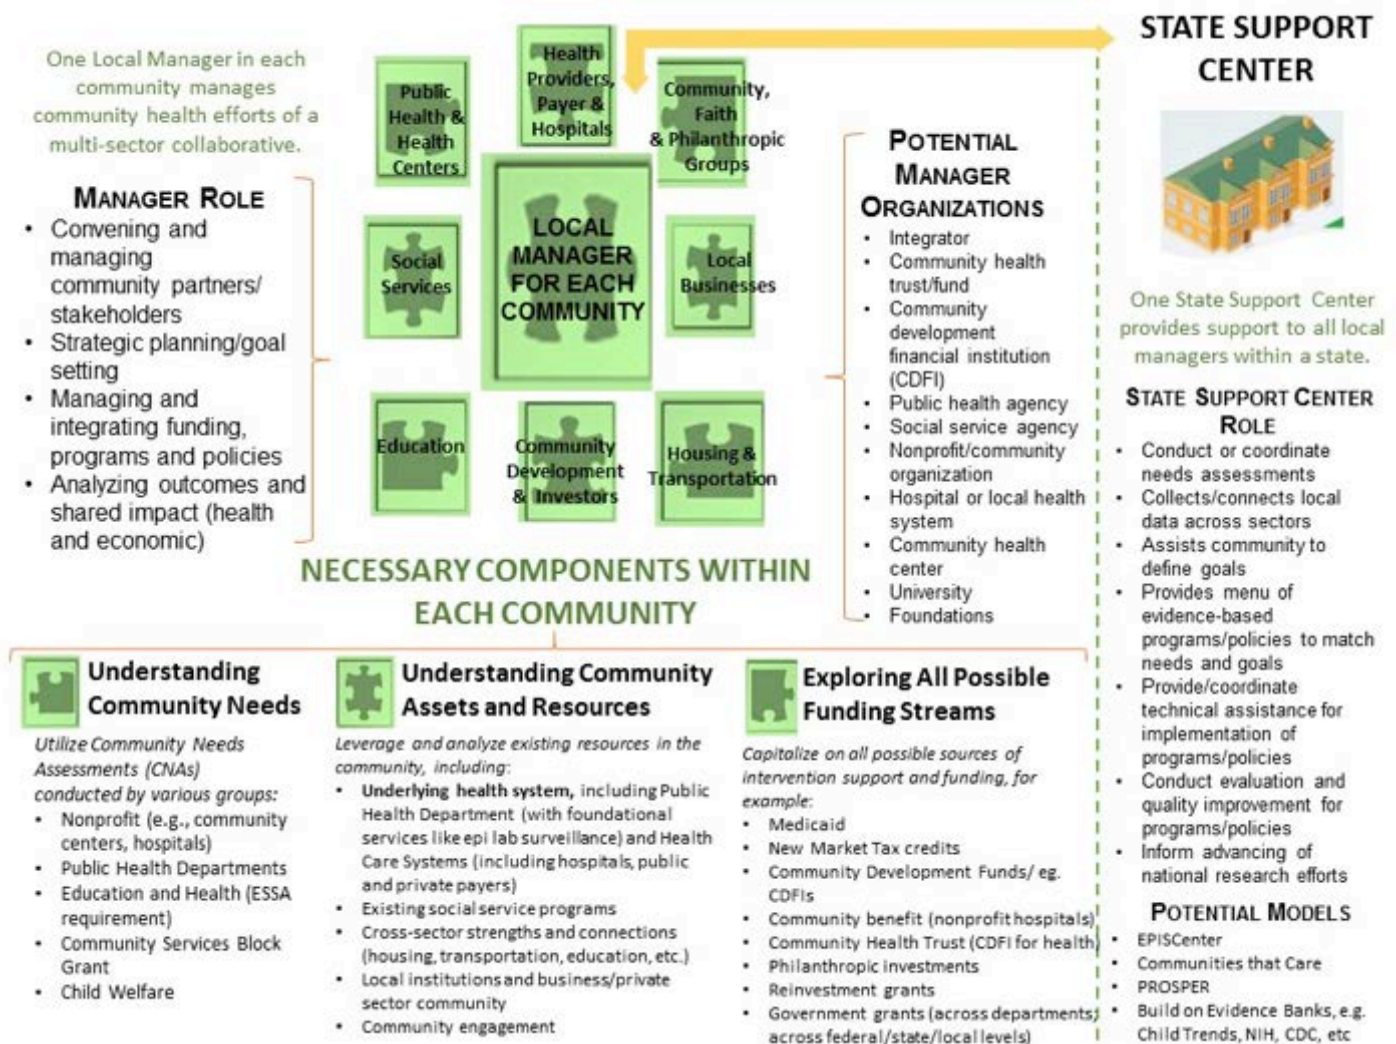 One Local Manager in each
community manages
community health efforts of a
multi-sector collaborative.
MANAGER ROLE
• Convening and
managing
community partners/
stakeholders
• Strategic planning/goal
setting
• Managing and
integrating funding,
programs and policies
• Analyzing outcomes and
shared impact (health
and economic)
Public
Health &
Health
Centers
Health
Providers,
Payer &
Hospitals
Community,
Faith
& Philanthropic
Groups
Social
Services
LOCAL
MANAGER
FOR EACH
COMMUNITY
Local
Businesses
Education
Community
Development
& Investors
Housing &
Transportation
POTENTIAL
MANAGER
ORGANIZATIONS
• Integrator
• Community health
trust/fund
• Community
development
financial institution
(CDFI)
• Public health agency
• Social service agency
• Nonprofit/community
organization
• Hospital or local health
system
• Community health
center
• University
• Foundations
STATE SUPPORT
CENTER
One State Support Center
provides support to all local
managers within a state.
STATE SUPPORT CENTER
ROLE
• Conduct or coordinate
needs assessments
• Collects/connects local
data across sectors
• Assists community to
define goals
• Provides menu of
evidence-based
programs/policies to match
needs and goals
• Provide/coordinate
technical assistance for
implementation of
programs/policies
• Conduct evaluation and
quality improvement for
programs/policies
• Inform advancing of
national research efforts
POTENTIAL MODELS
• EPISCenter
• Communities that Care
• PROSPER
• Build on Evidence Banks, e.g.
Child Trends, NIH, CDC, etc
NECESSARY COMPONENTS WITHIN
EACH COMMUNITY
Understanding
Community Needs
Utilize Community Needs
Assessments (CNAs)
conducted by various groups:
• Nonprofit (e.g., community
centers, hospitals)
• Public Health Departments
• Education and Health (ESSA
requirement)
• Community Services Block
Grant
• Child Welfare
Understanding Community
Assets and Resources
Leverage and analyze existing resources in the
community, including:
• Underlying health system, including Public
Health Department (with foundational
services like epi lab surveillance) and Health
Care Systems (including hospitals, public
and private payers)
• Existing social service programs
• Cross-sector strengths and connections
(housing, transportation, education, etc.)
• Local institutions and business/private
sector community
• Community engagement
Exploring All Possible
Funding Streams
Capitalize on all possible sources of
intervention support and funding, for
example:
• Medicaid
• New Market Tax credits
• Community Development Funds/ eg.
CDFIs
• Community benefit (nonprofit hospitals)
• Community Health Trust (CDFI for health)
• Philanthropic investments
• Reinvestment grants
• Government grants (across departments;
across federal/state/local levels)